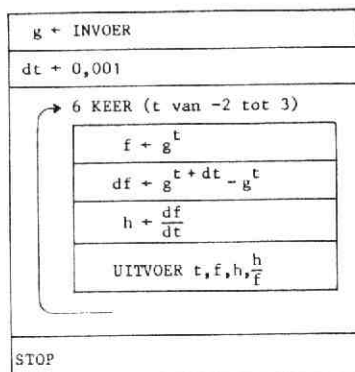 g ← INVOER
dt ← 0,001
6 KEER (t van -2 tot 3)
f ← g^t
df ← g^(t + dt) - g^t
h ← df/dt
UITVOER t,f,h,h/f
STOP